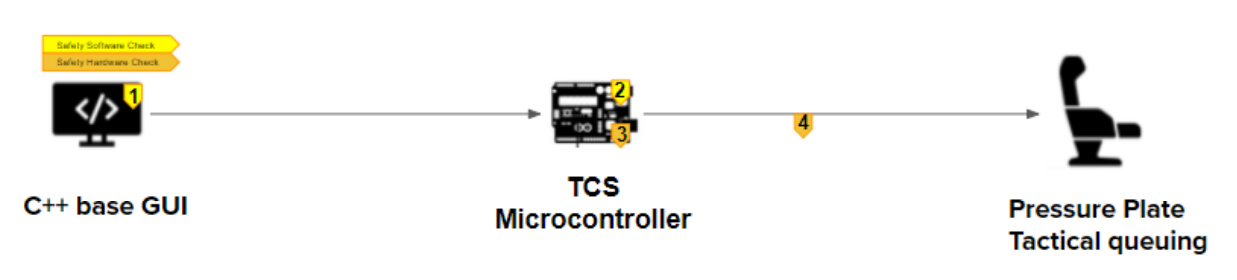 Safety Software Check
Safety Hardware Check
</>
1
2
3
4
C++ base GUI
TCS
Microcontroller
Pressure Plate
Tactical queuing